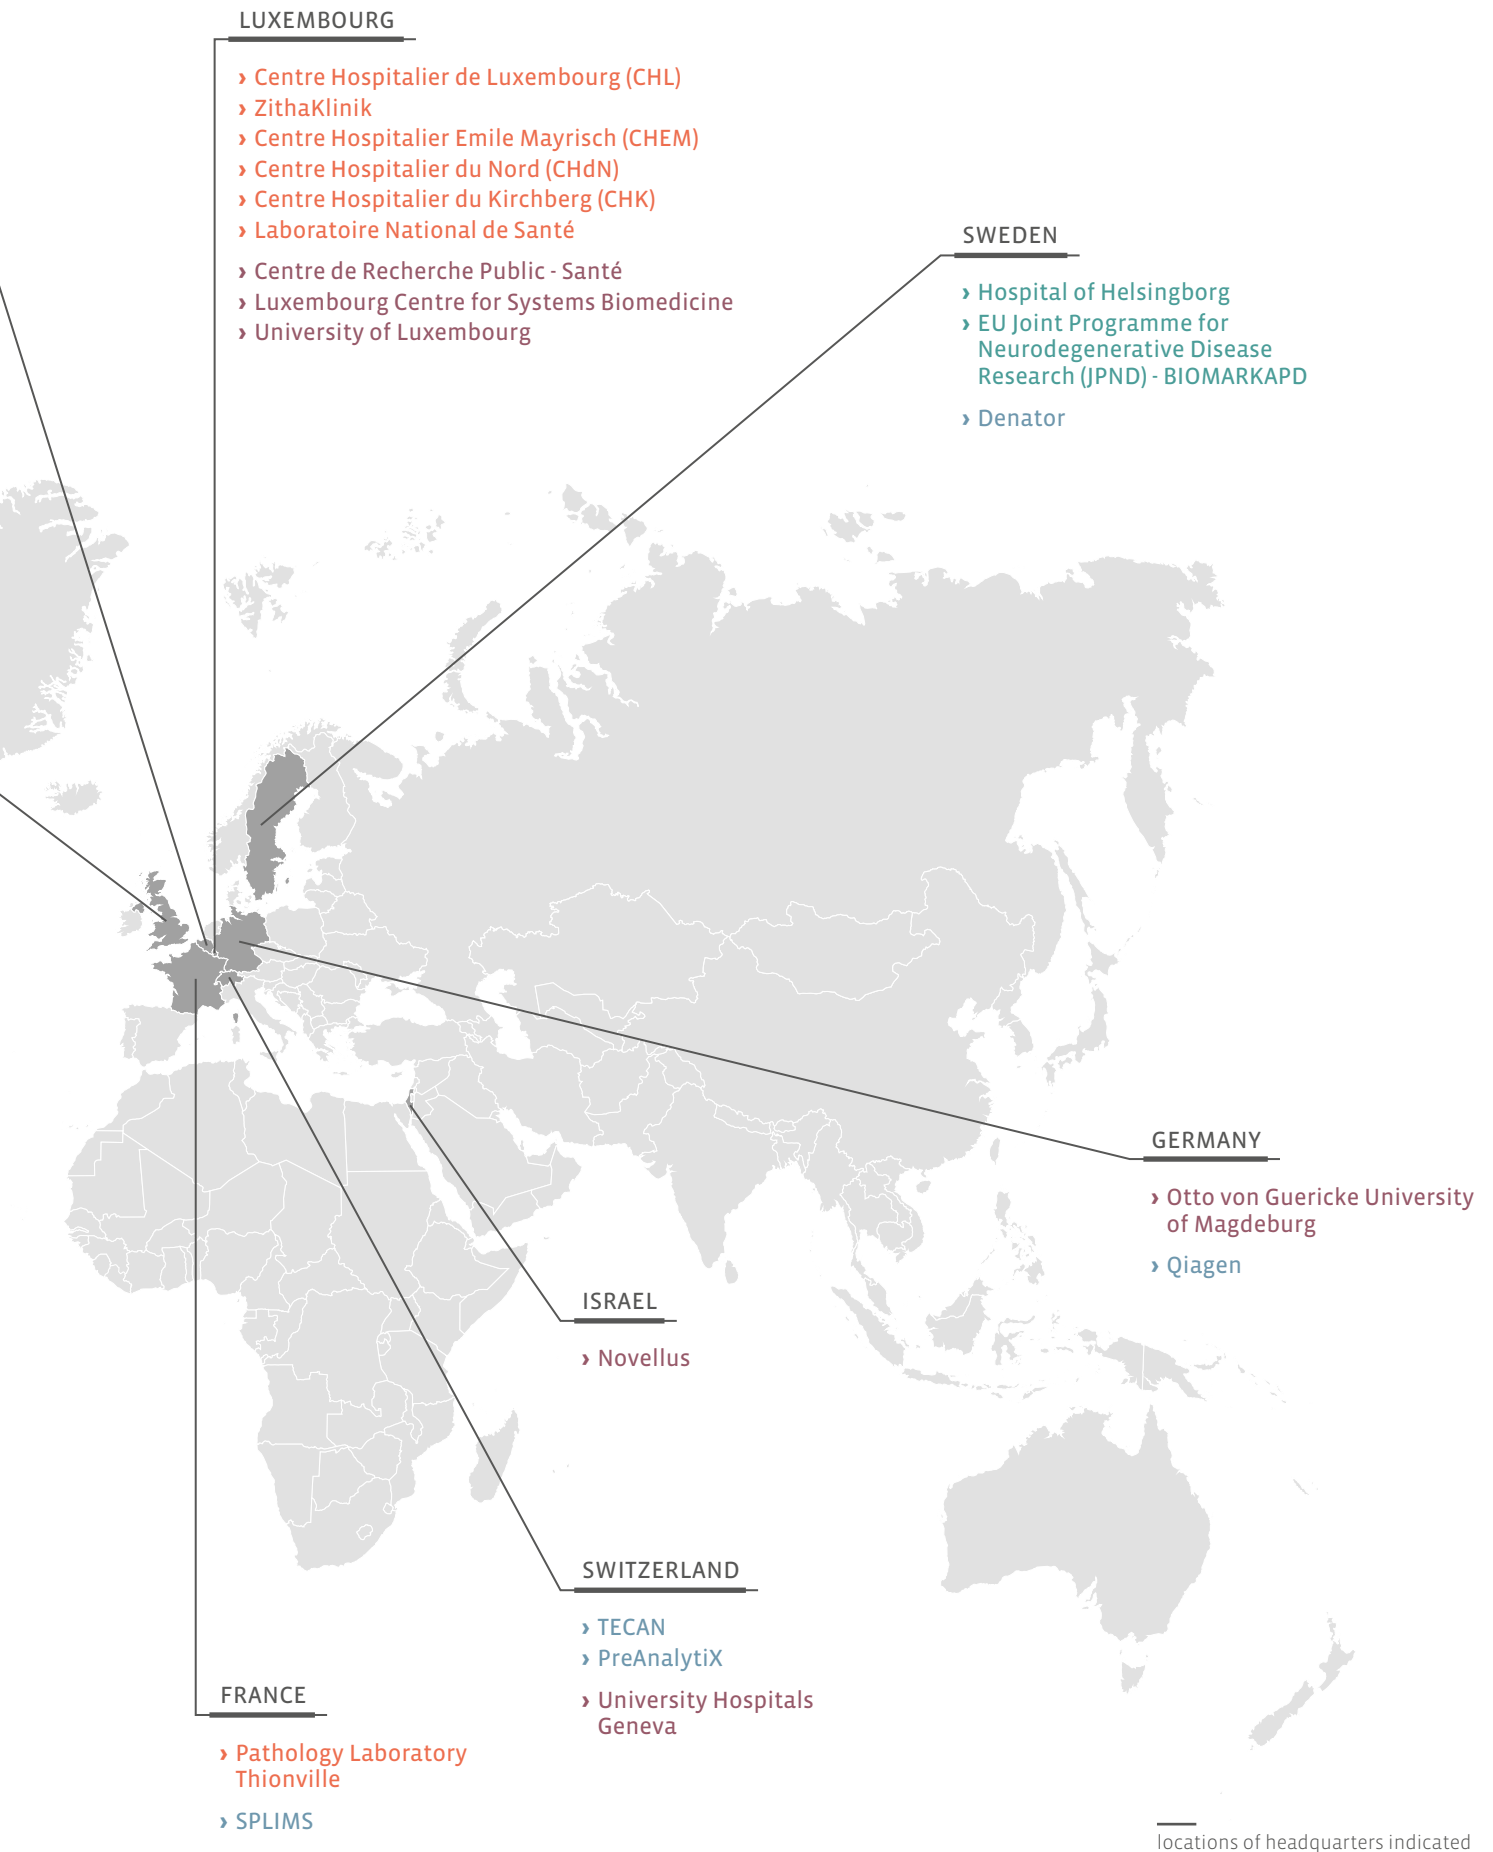 LUXEMBOURG
› Centre Hospitalier de Luxembourg (CHL)
› ZithaKlinik
› Centre Hospitalier Emile Mayrisch (CHEM)
› Centre Hospitalier du Nord (CHdN)
› Centre Hospitalier du Kirchberg (CHK)
› Laboratoire National de Santé
› Centre de Recherche Public - Santé
› Luxembourg Centre for Systems Biomedicine
› University of Luxembourg
SWEDEN
› Hospital of Helsingborg
› EU Joint Programme for
Neurodegenerative Disease
Research (JPND) - BIOMARKAPD
› Denator
GERMANY
› Otto von Guericke University
of Magdeburg
› Qiagen
ISRAEL
› Novellus
SWITZERLAND
› TECAN
› PreAnalytiX
› University Hospitals
Geneva
FRANCE
› Pathology Laboratory
Thionville
› SPLIMS
locations of headquarters indicated